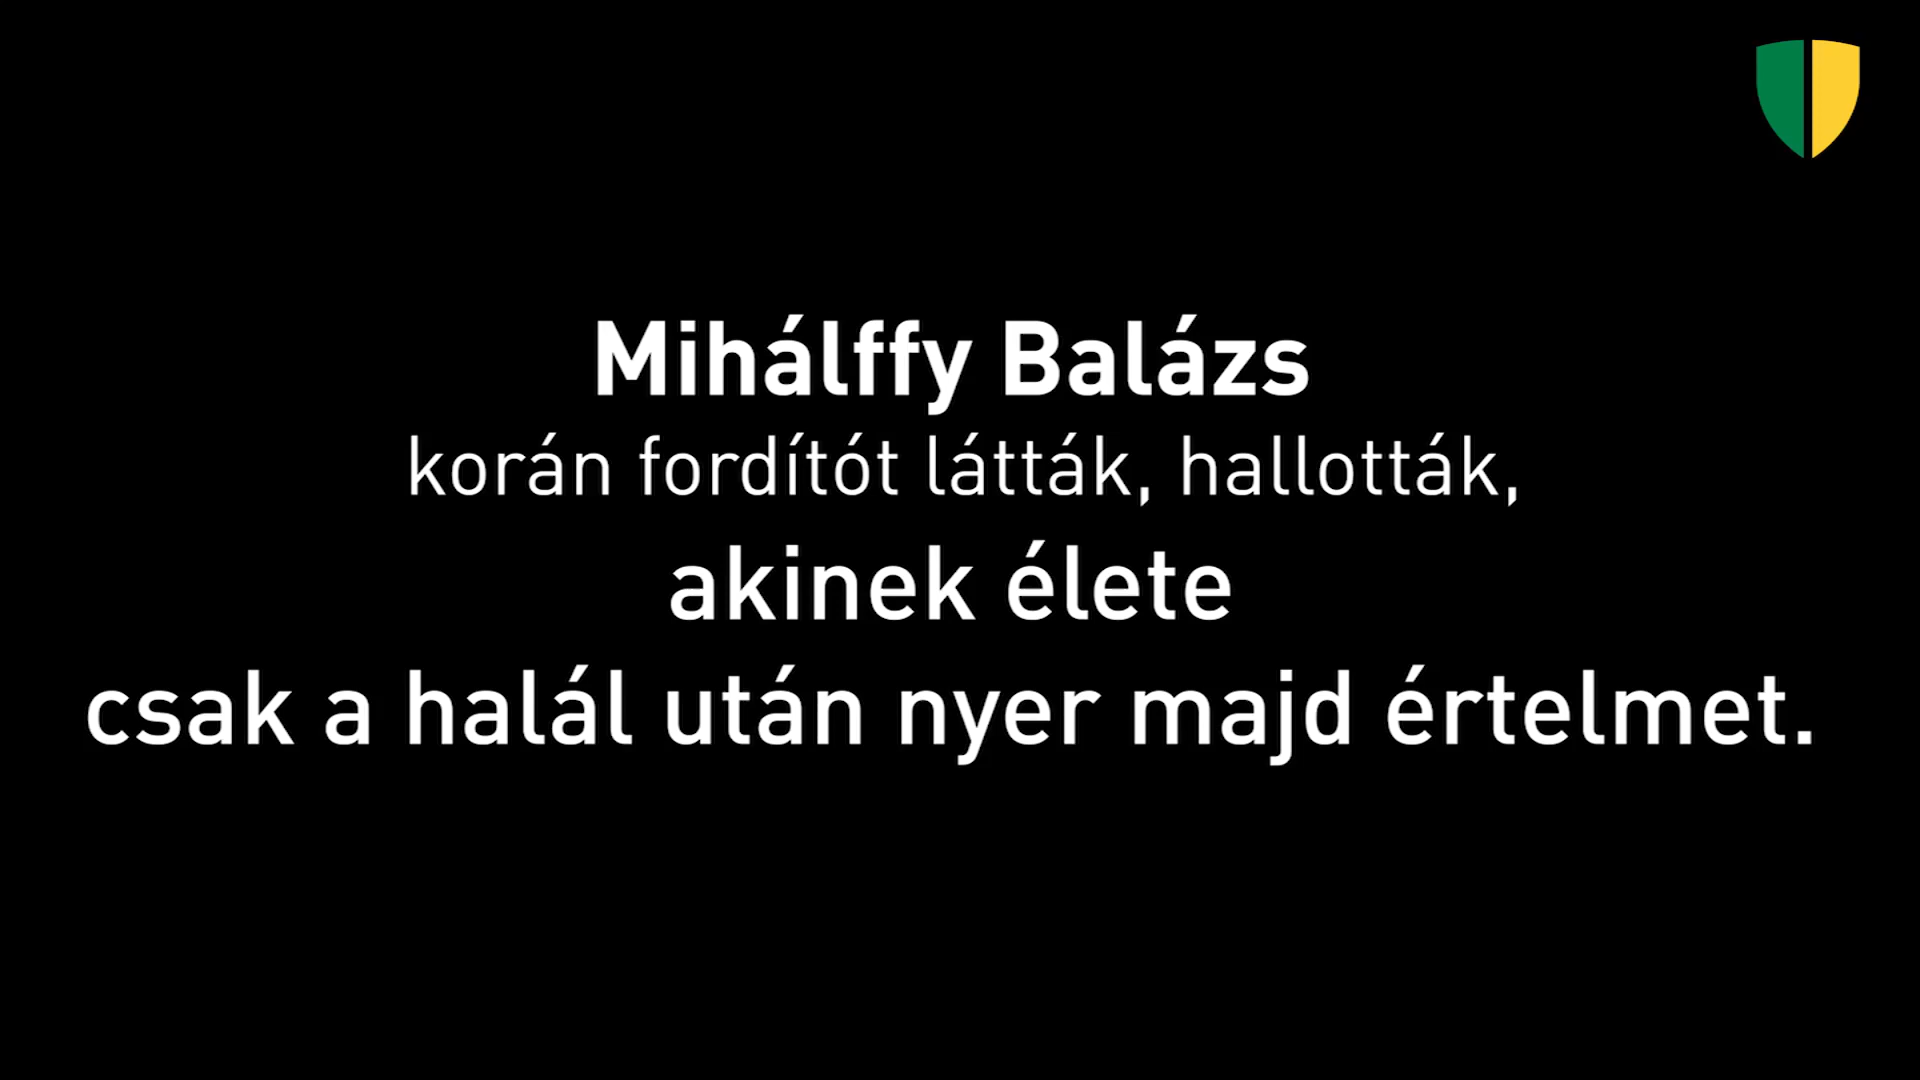 Mihálffy Balázs
korán fordítót látták, hallották,
akinek élete
csak a halál után nyer majd értelmet.